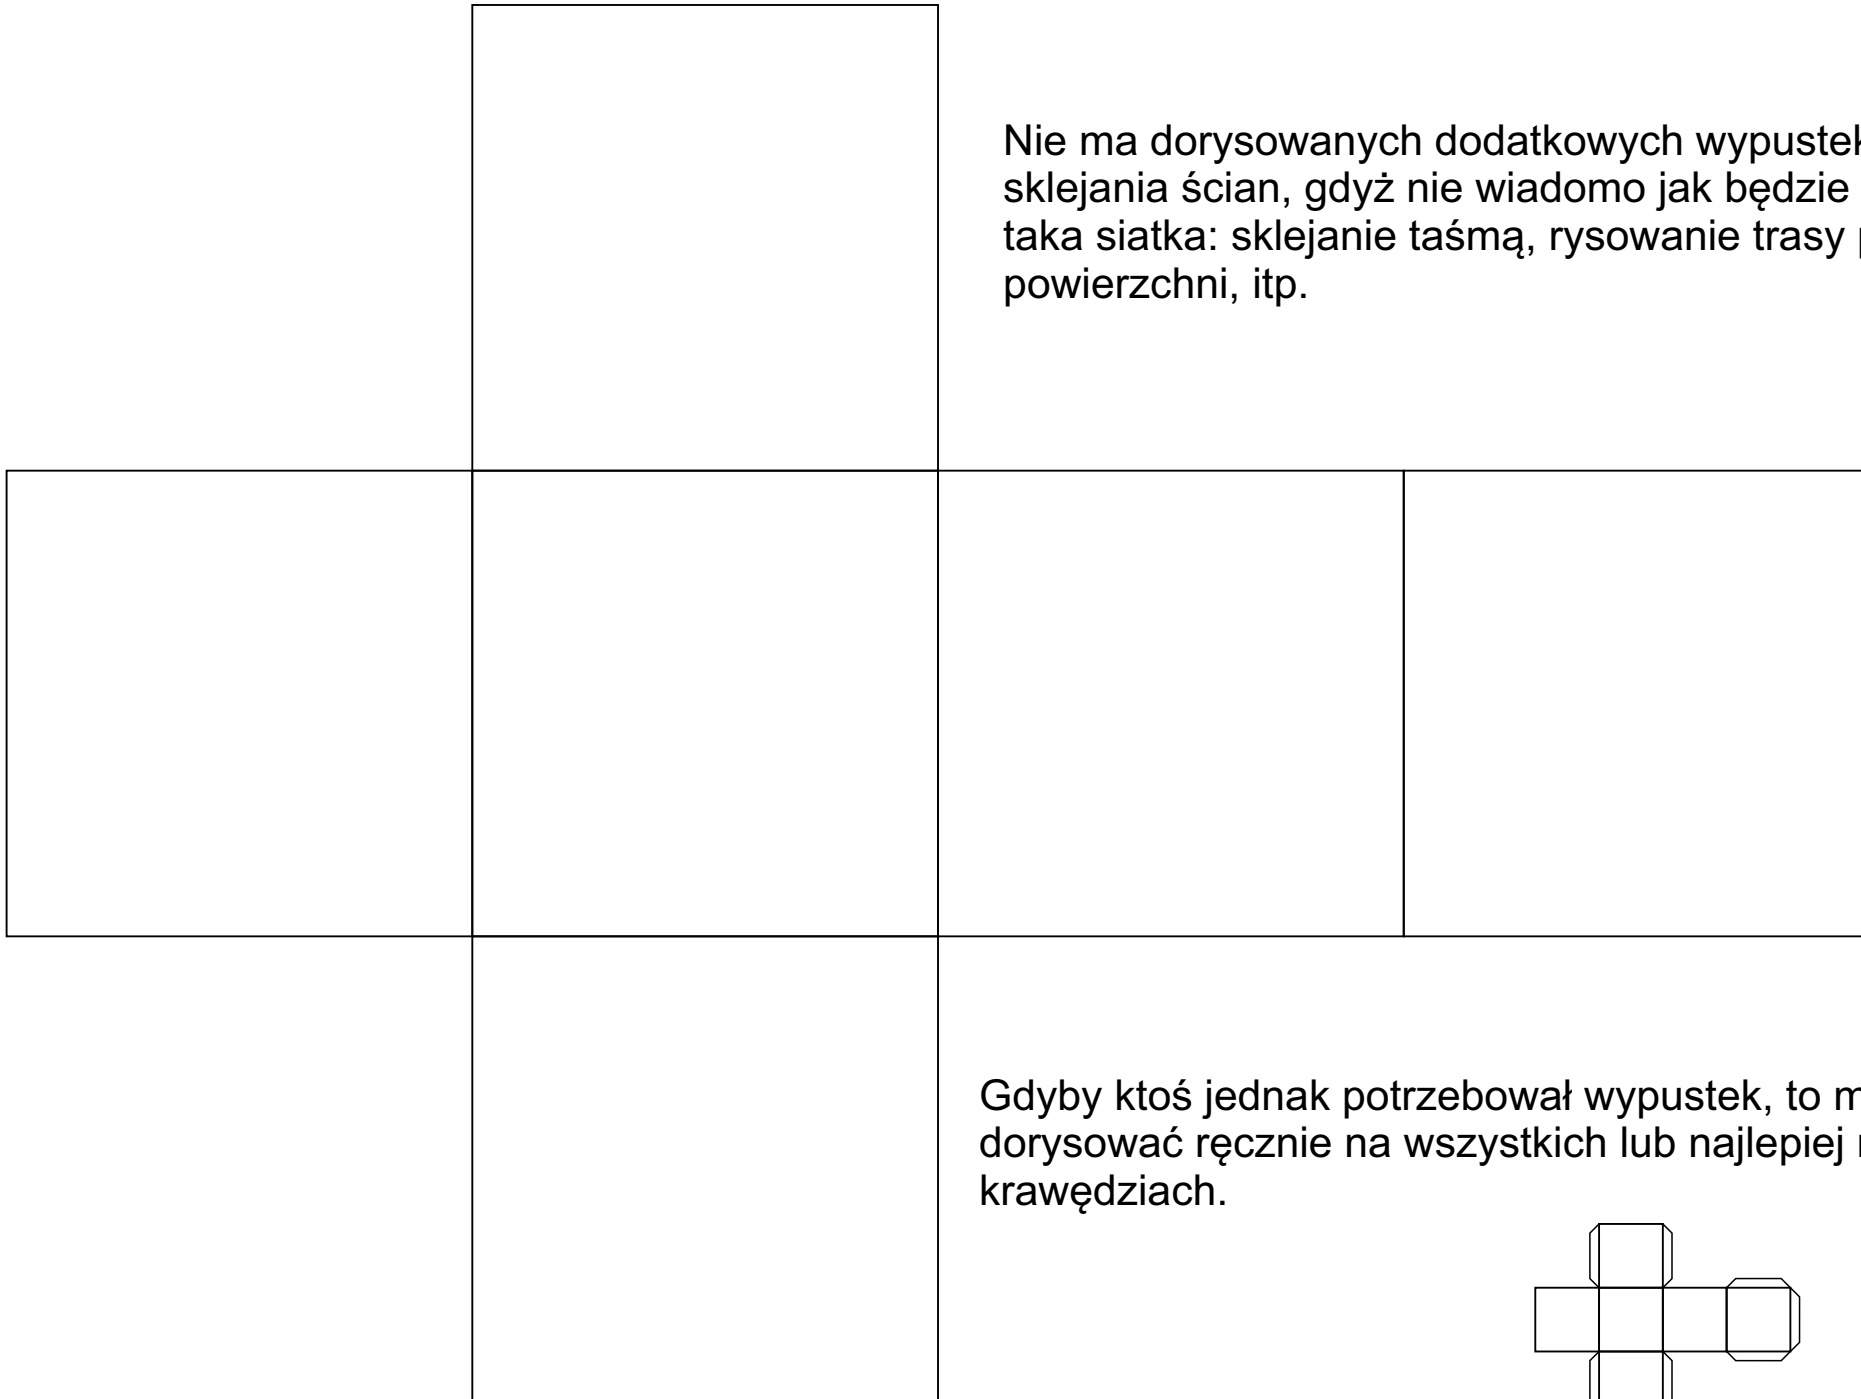 Nie ma dorysowanych dodatkowych wypustek
sklejania ścian, gdyż nie wiadomo jak będzie
taka siatka: sklejanie taśmą, rysowanie trasy
powierzchni, itp.
Gdyby ktoś jednak potrzebował wypustek, to
dorysować ręcznie na wszystkich lub najlepiej
krawędziach.